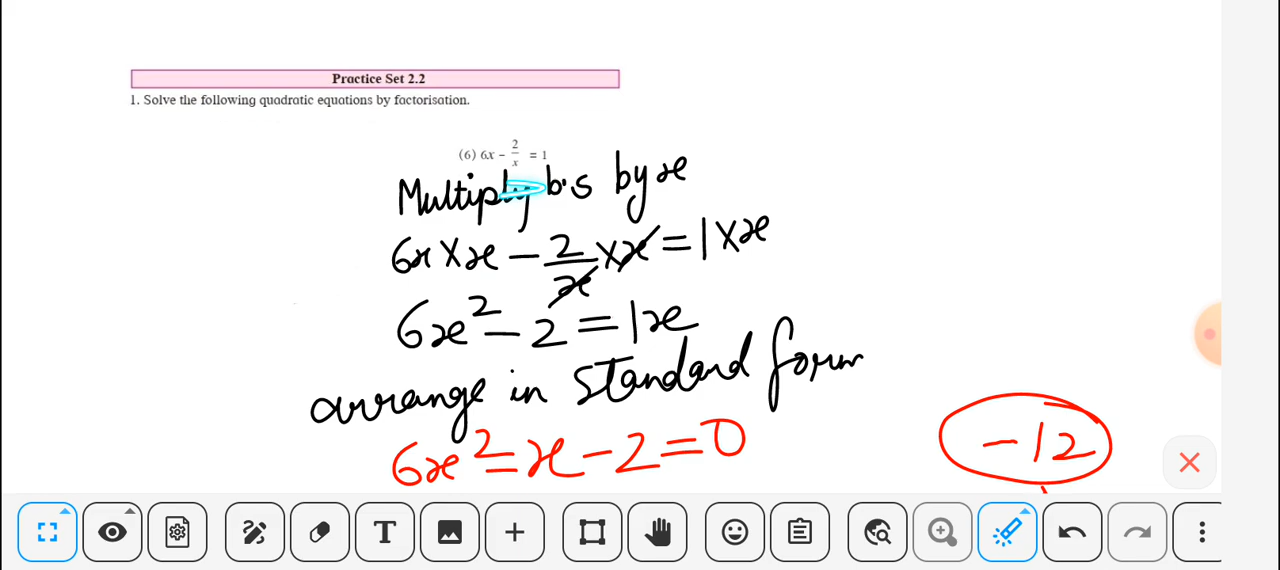 Practice Set 2.2
1. Solve the following quadratic equations by factorisation.
(6) 6x - 2/x = 1
Multiply b·s by x
6x × x - 2/x × x = 1 × x
6x² - 2 = 1x
arrange in standard form
6x² = x - 2 = 0
-12
T